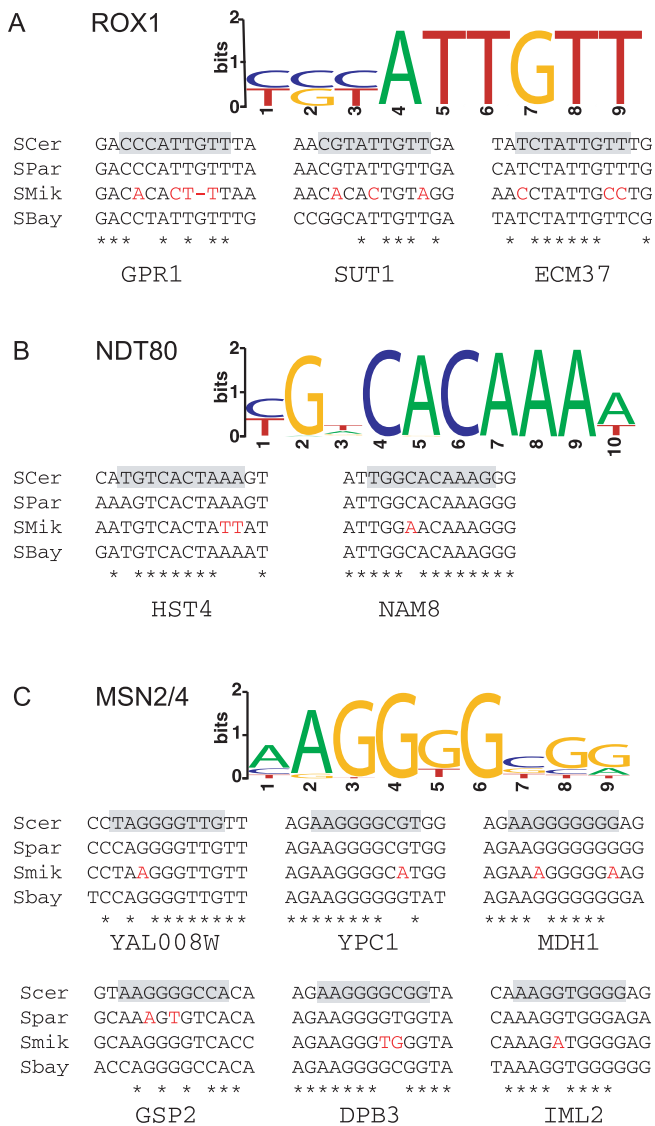 A ROX1
bits
2
1
0
CCCATTGTT
TGT
1 2 3 4 5 6 7 8 9
SCer GACCCATTGTTTA AACGTATTGTTGA TATCTATTGTTTG
SPar GACCCATTGTTTA AACGTATTGTTGA CATCTATTGTTTG
SMik GACACACT-TTAA AACACACTGTAGG AACCTATTGCCTG
SBay GACCTATTGTTTG CCGGCATTGTTGA TATCTATTGTTCG
*** * * ** * *** * * ****** *
GPR1 SUT1 ECM37
B NDT80
bits
2
1
0
CGTCACAAAA
T A T
1 2 3 4 5 6 7 8 9 10
SCer CATGTCACTAAAGT ATTGGCACAAAGGG
SPar AAAGTCACTAAAGT ATTGGCACAAAGGG
SMik AATGTCACTATTAT ATTGGAACAAAGGG
SBay GATGTCACTAAAAT ATTGGCACAAAGGG
* ******* * ***** ********
HST4 NAM8
C MSN2/4
bits
2
1
0
AAGGGGCGG
1 2 3 4 5 6 7 8 9
Scer CCTAGGGGTTGTT AGAAGGGGCGTGG AGAAGGGGGGGAG
Spar CCCAGGGGTTGTT AGAAGGGGCGTGG AGAAGGGGGGGGG
Smik CCTAAGGGTTGTT AGAAGGGGCATGG AGAAAGGGGGAAG
Sbay TCCAGGGGTTGTT AGAAGGGGGGTAT AGAAGGGGGGGGA
* * ******** ******** * **** *****
YAL008W YPC1 MDH1
Scer GTAAGGGGCCACA AGAAGGGGCGGTA CAAAGGTGGGGAG
Spar GCAAAGTGTCACA AGAAGGGGTGGTA CAAAGGTGGGAGA
Smik GCAAGGGGTCACC AGAAGGGTGGGTA CAAAGATGGGGAG
Sbay ACCAGGGGCCACA AGAAGGGGCGGTA TAAAGGTGGGGGG
* * * *** ******* **** **** ****
GSP2 DPB3 IML2